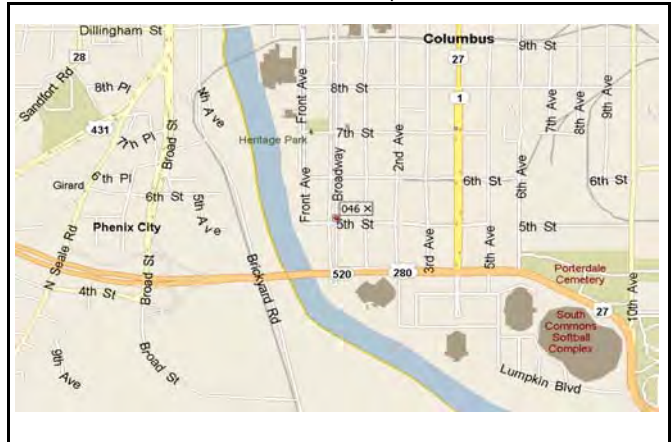 Dillingham St
Columbus
9th St
28
27
Sandfort Rd
8th Pl
Nth Ave
Front Ave
8th St
1
431
7th Pl
Broad St
Heritage Park
7th St
2nd Ave
7th Ave
8th Ave
9th Ave
Girard
6th Pl
6th St
5th Ave
Front Ave
Broadway
6th St
6th Ave
6th St
046 X
Phenix City
5th St
5th St
N Seale Rd
Brickyard Rd
3rd Ave
5th Ave
520
280
Porterdale
Cemetery
4th St
Broad St
27
10th Ave
South
Commons
Softball
Complex
9th Ave
Broad St
Lumpkin Blvd